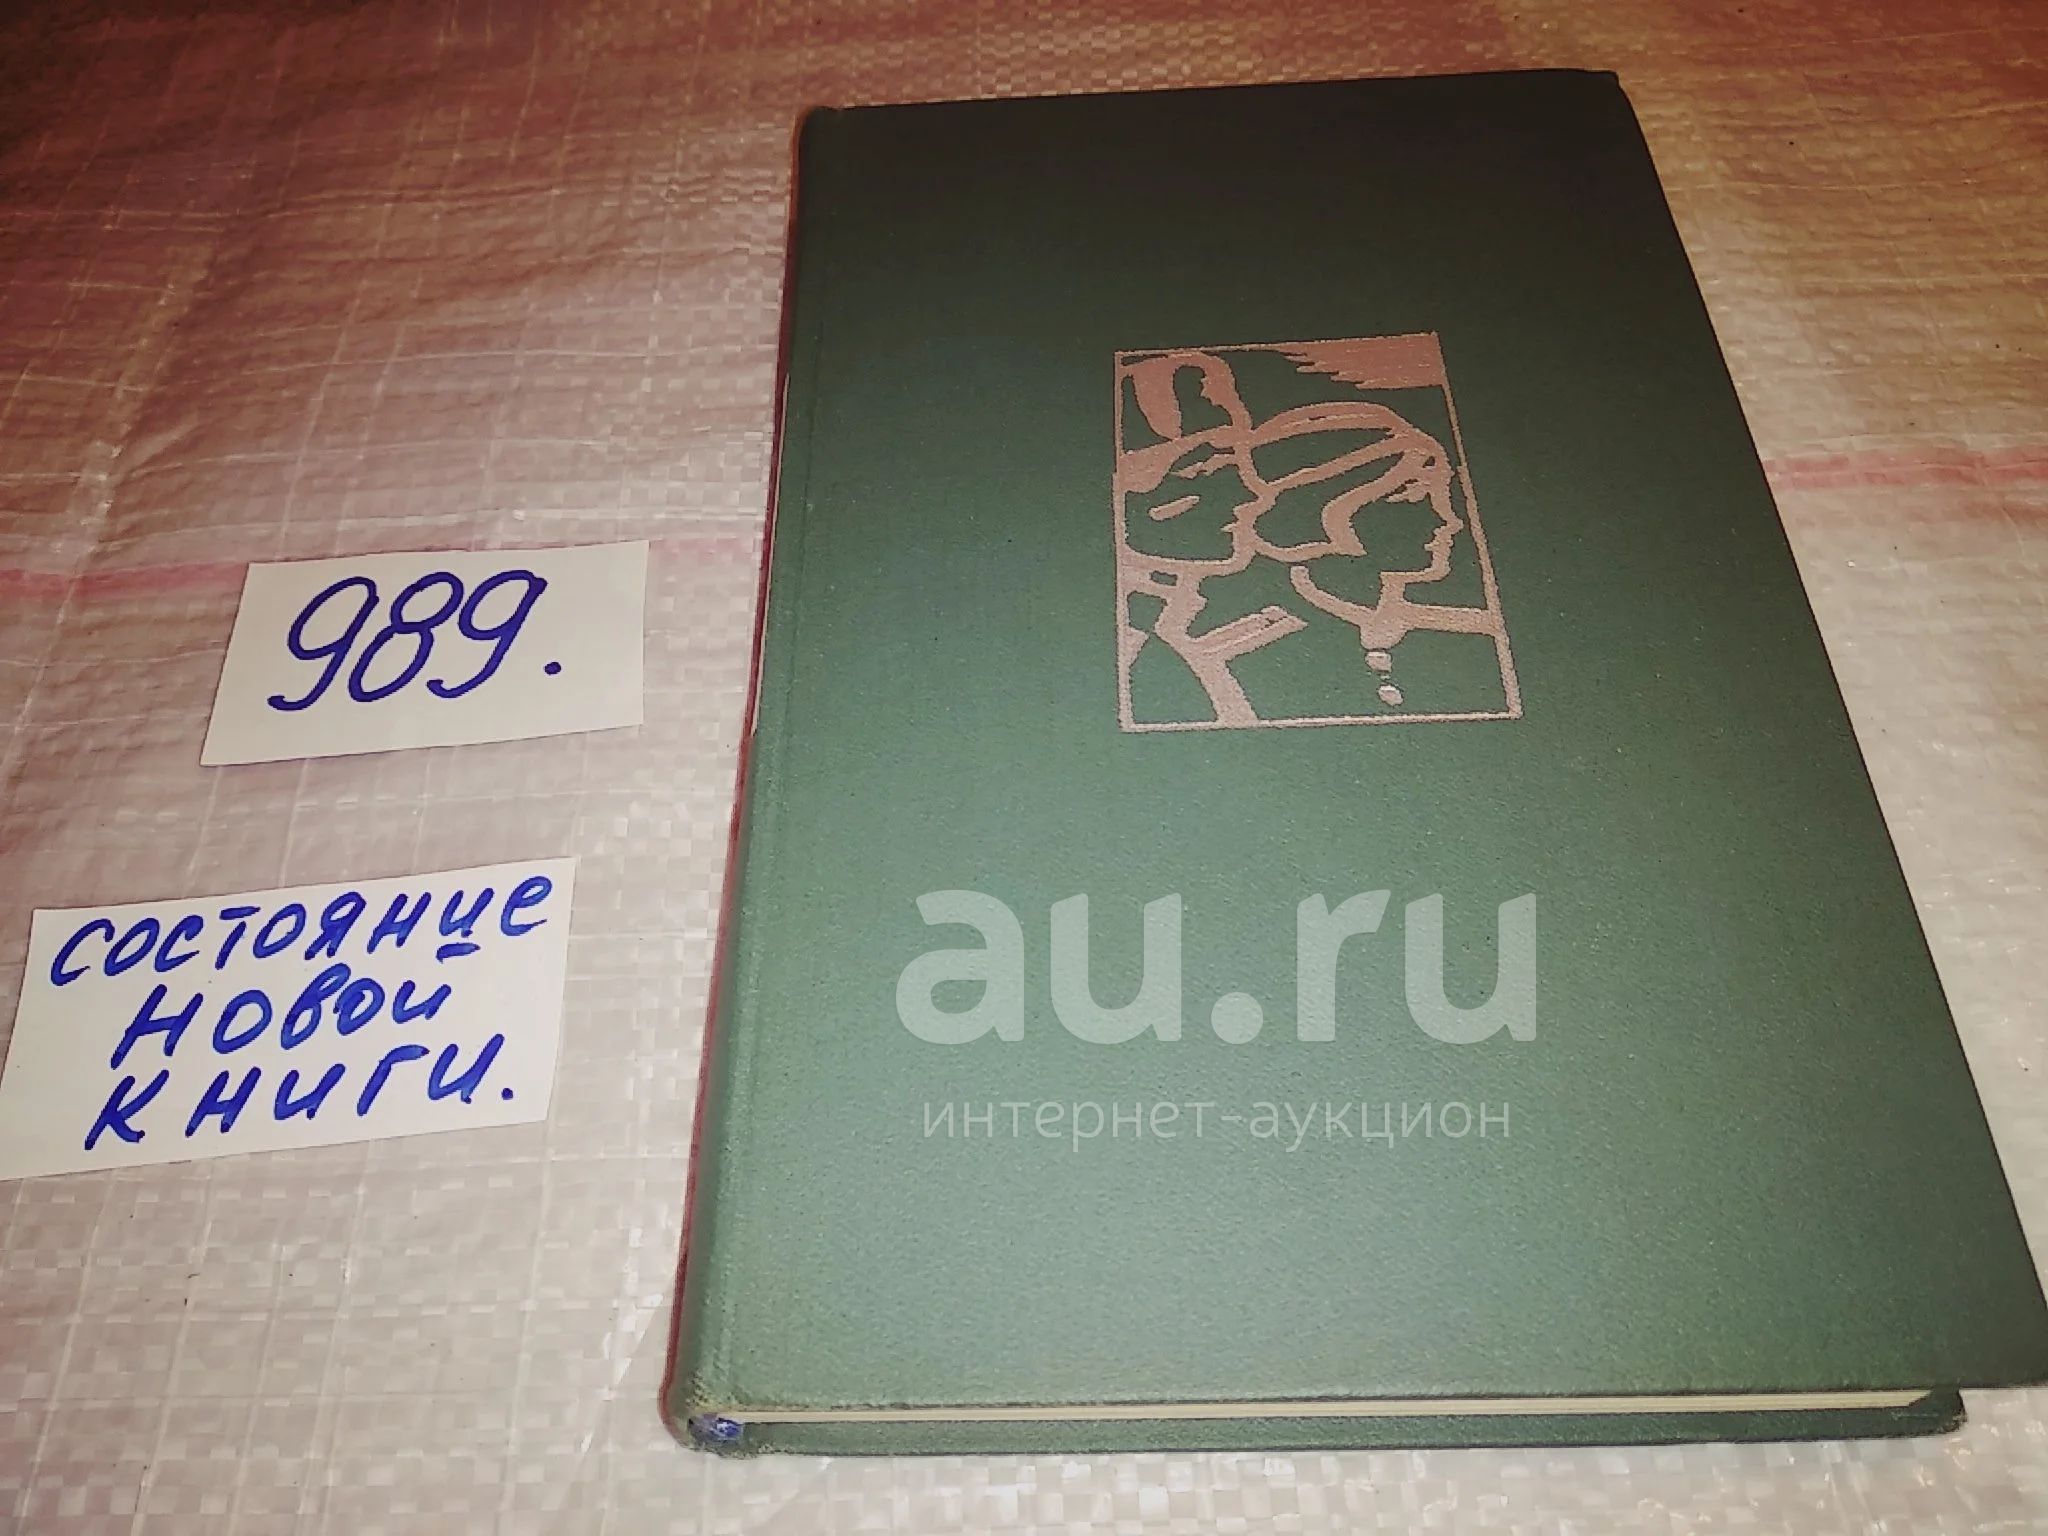 989.
состояние
новой
книги.
au.ru
интернет-аукцион